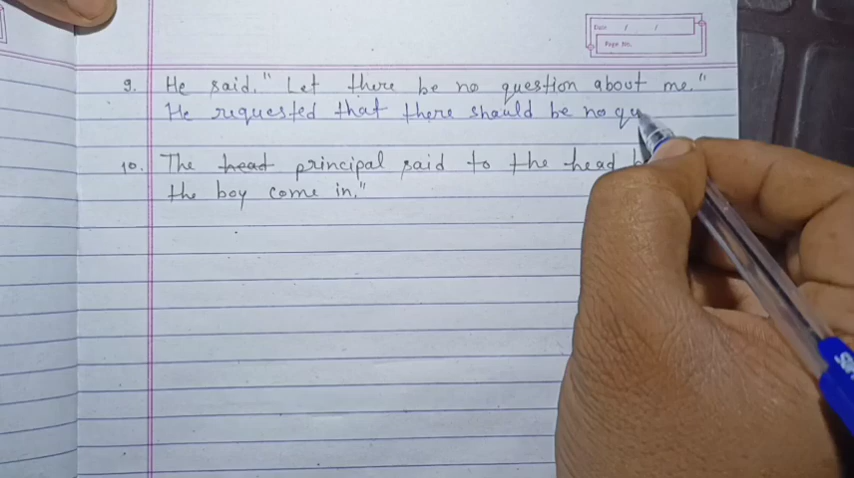 Date / /
Page No.
9. He said, "Let there be no question about me."
He requested that there should be no qu
10. The head principal said to the head
the boy come in."